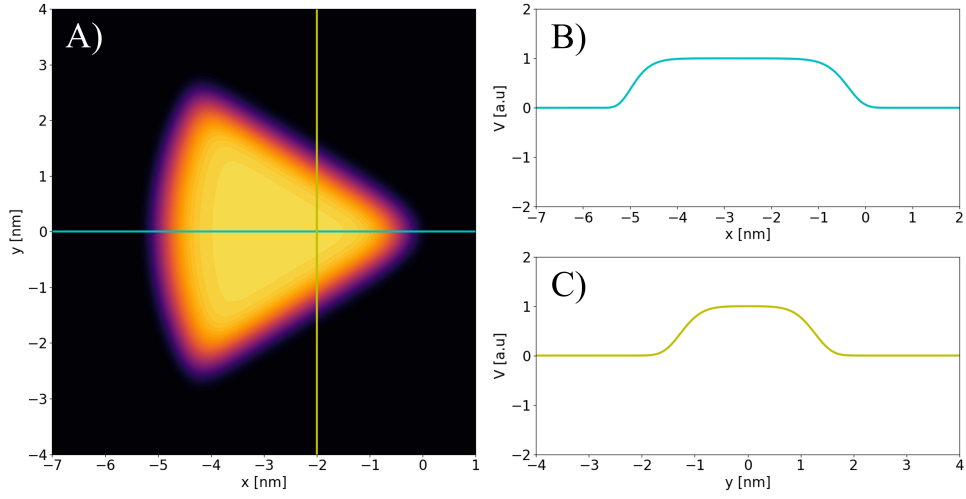 A)
4
3
2
1
0
−1
−2
−3
−4
y [nm]
−7 −6 −5 −4 −3 −2 −1 0 1
x [nm]
B)
2
1
0
−1
−2
V [a.u]
−7 −6 −5 −4 −3 −2 −1 0 1 2
x [nm]
C)
2
1
0
−1
−2
V [a.u]
−4 −3 −2 −1 0 1 2 3 4
y [nm]